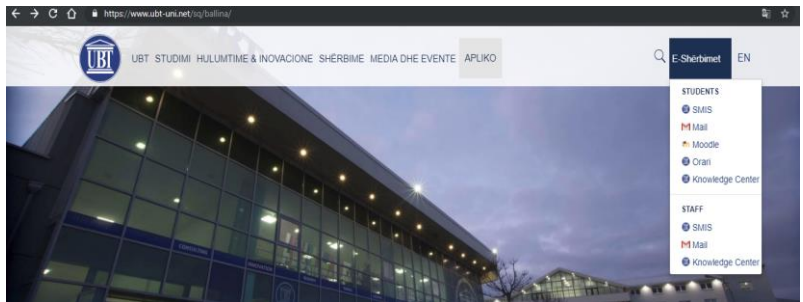 https://www.ubt-uni.net/sq/ballina/
UBT
UBT STUDIMI HULUMTIME & INOVACIONE SHËRBIME MEDIA DHE EVENTE APLIKO
E-Shërbimet EN
STUDENTS
SMIS
Mail
Moodle
Orari
Knowledge Center
STAFF
SMIS
Mail
Knowledge Center